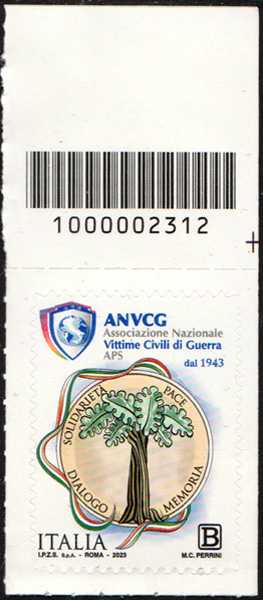 1000002312
ANVCG
Associazione Nazionale
Vittime Civili di Guerra
APS
dal 1943
SOLIDARIETÀ
PACE
DIALOGO
MEMORIA
ITALIA
B
I.P.Z.S. S.p.A. - ROMA - 2023
M.C. PERRINI